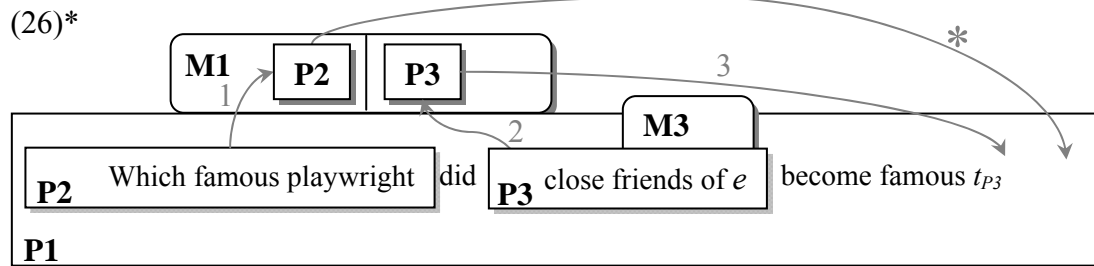 (26)*
M1 P2 P3 * 3
1
2 M3
P2 Which famous playwright did P3 close friends of e become famous tP3
P1